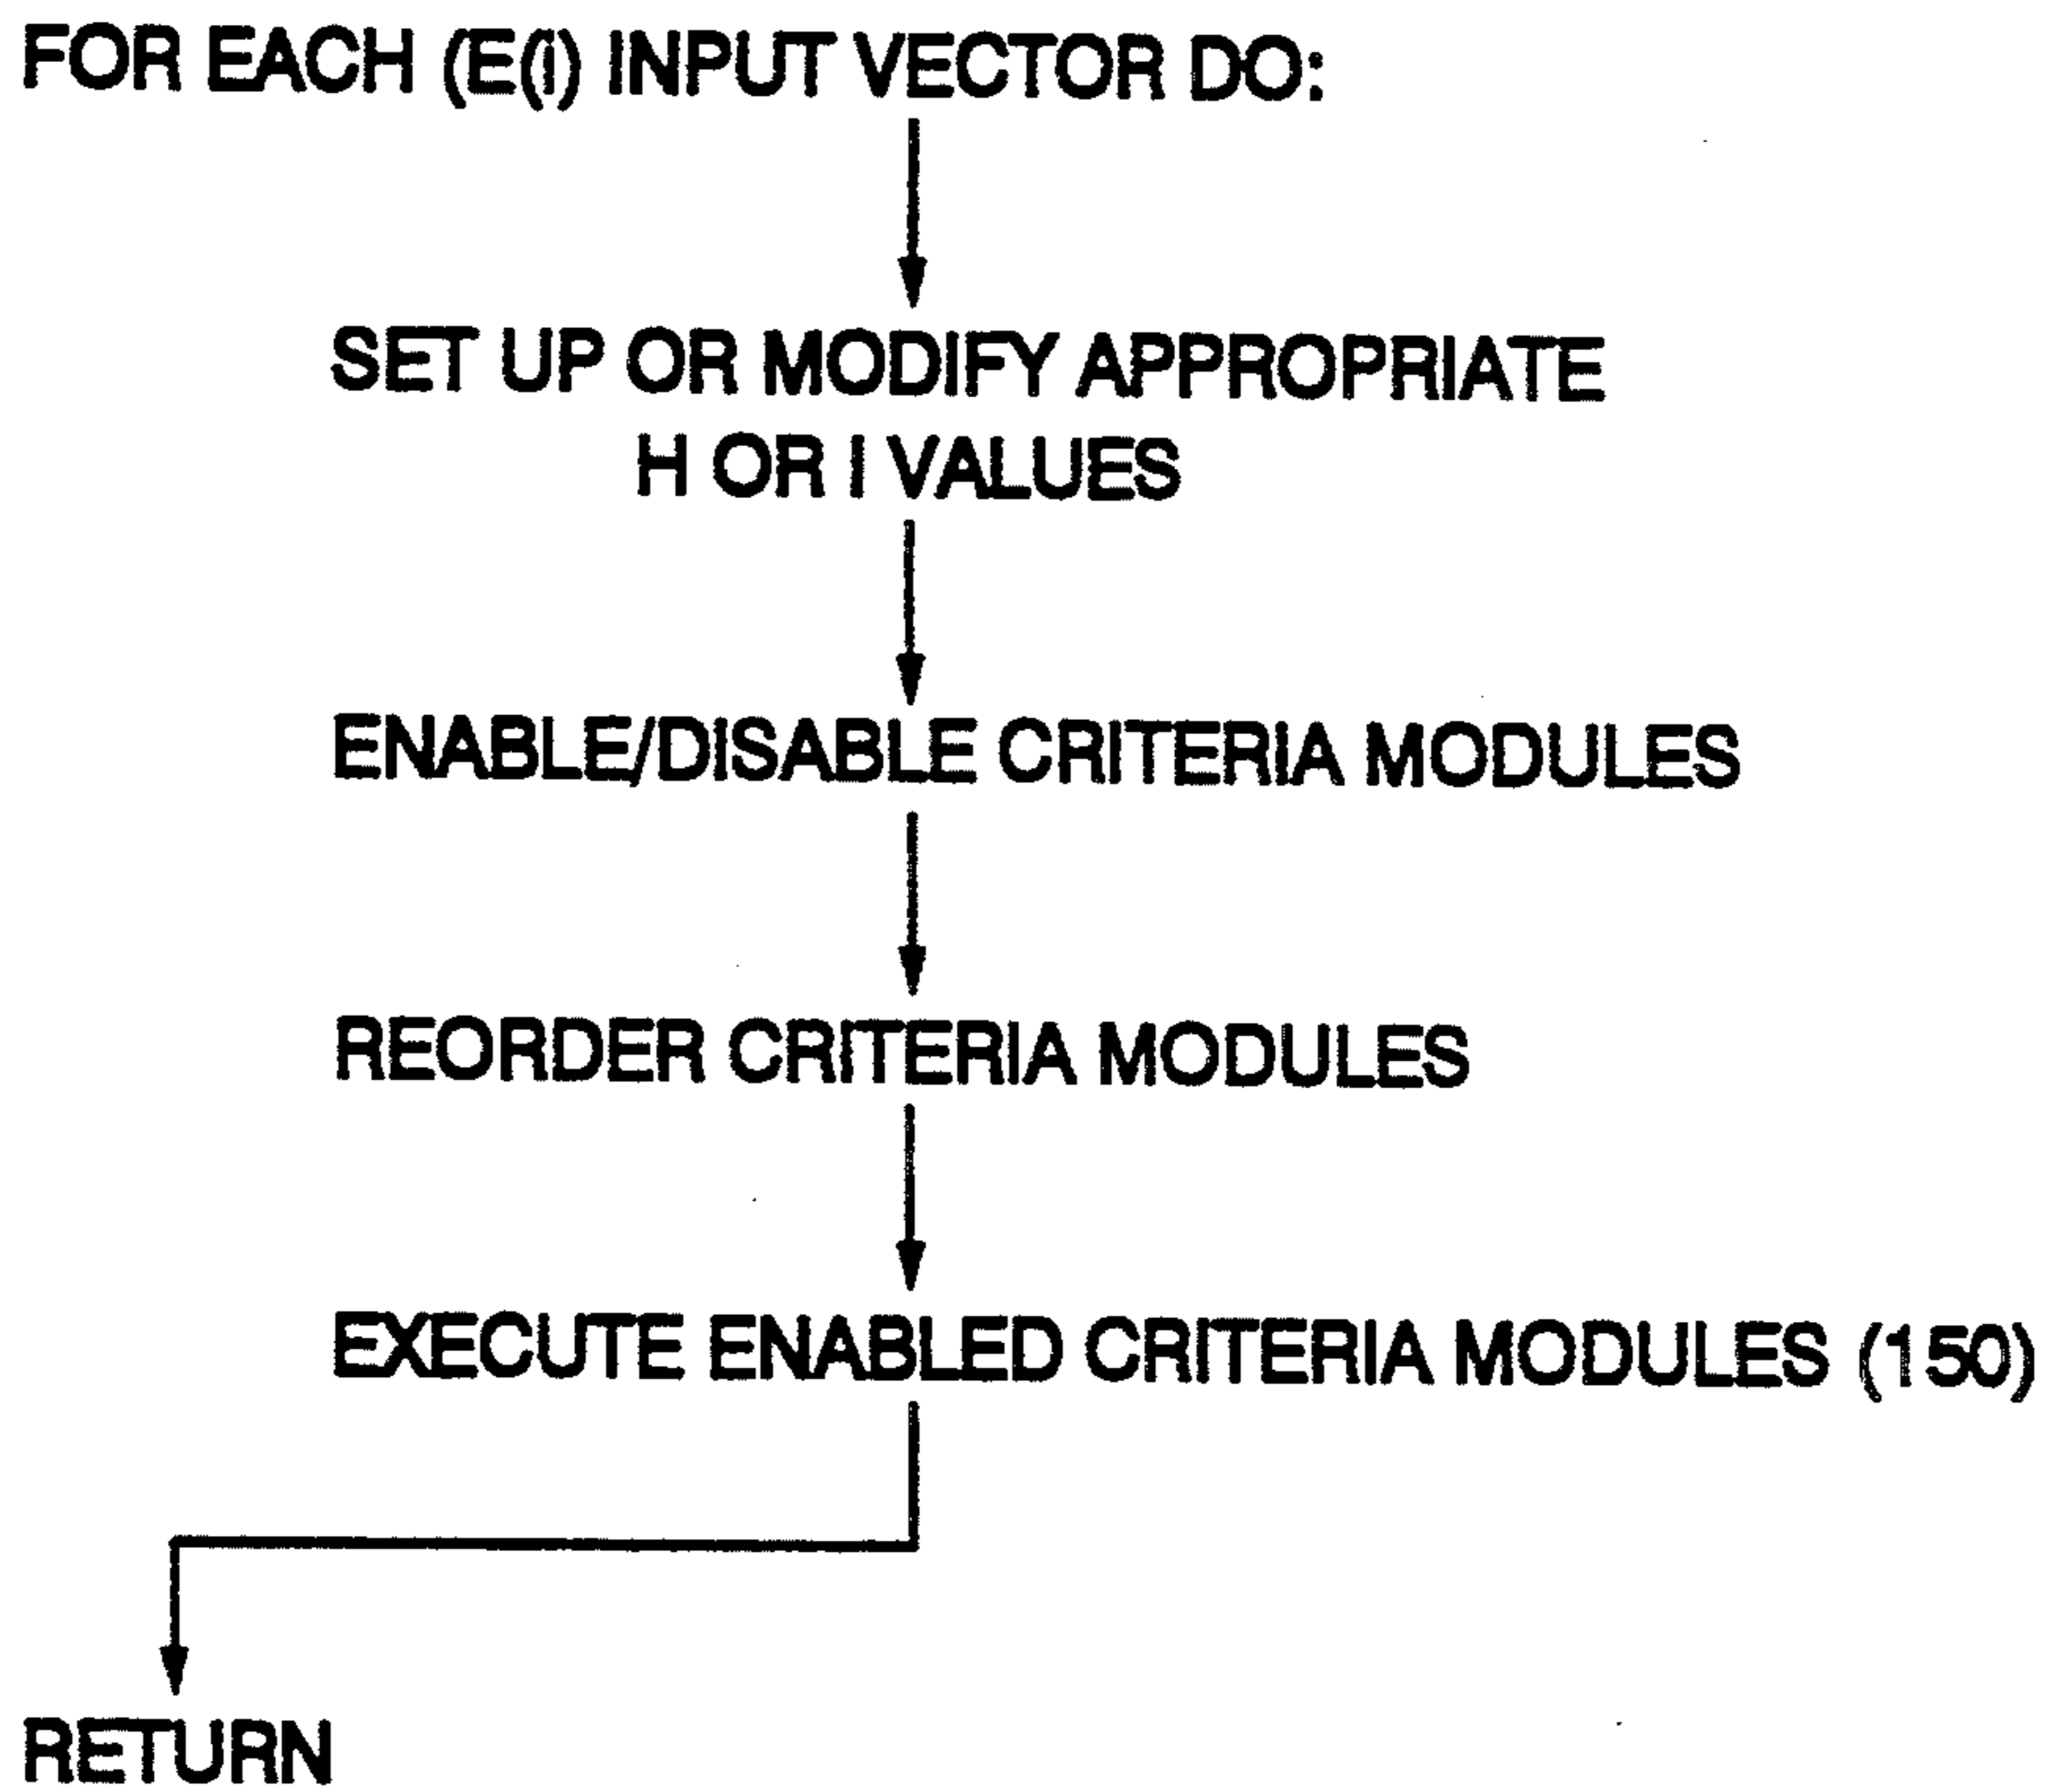 FOR EACH (E(I) INPUT VECTOR DO:
SET UP OR MODIFY APPROPRIATE
H OR I VALUES
ENABLE/DISABLE CRITERIA MODULES
REORDER CRITERIA MODULES
EXECUTE ENABLED CRITERIA MODULES (150)
RETURN